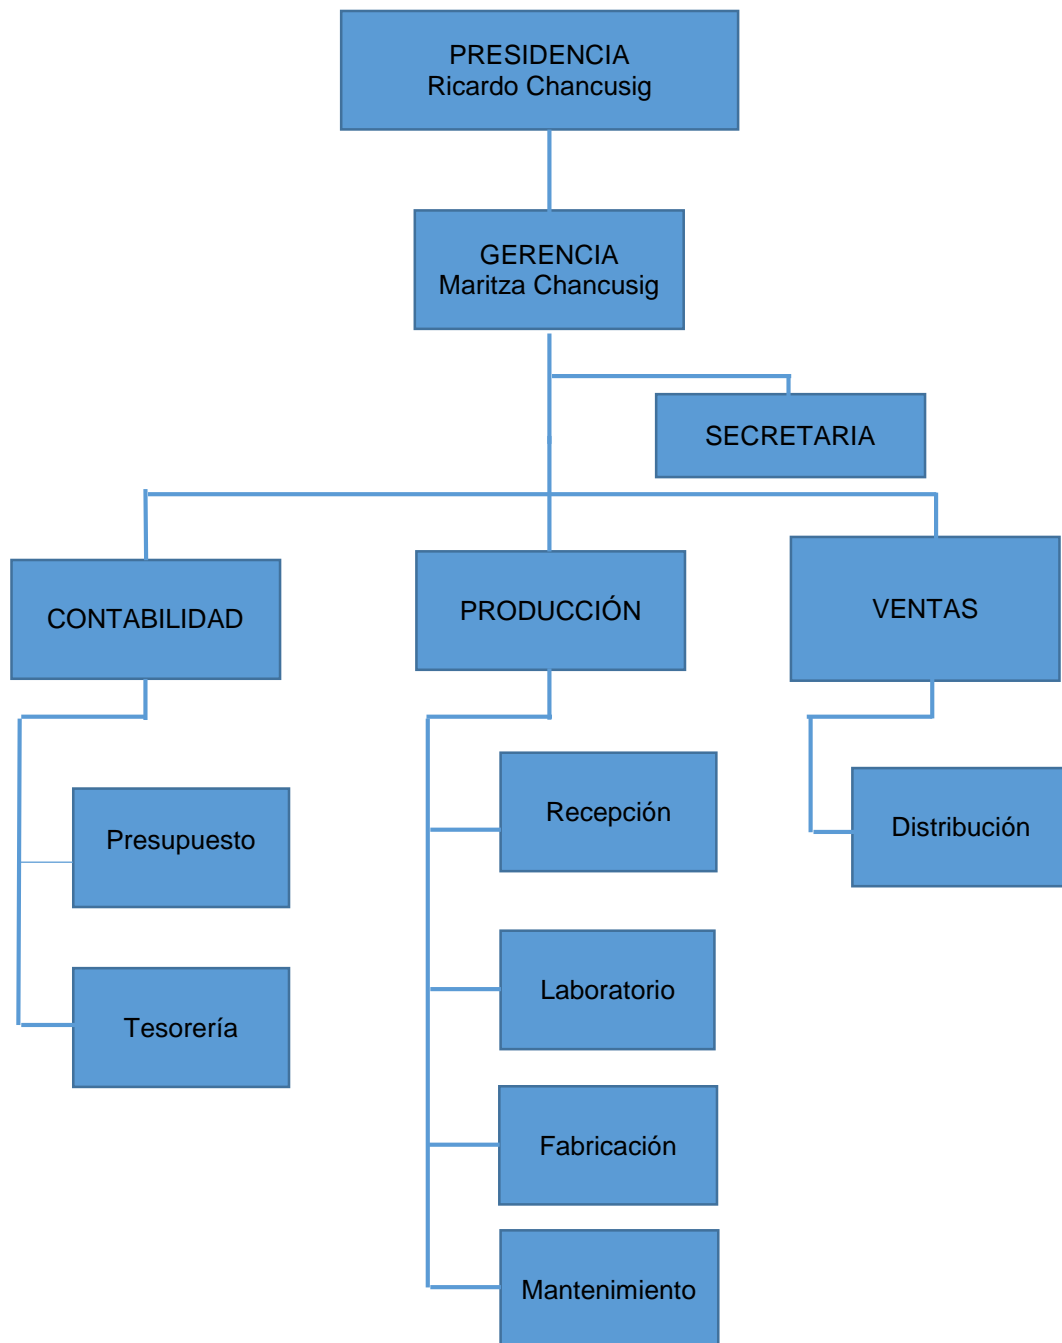 PRESIDENCIA
Ricardo Chancusig
GERENCIA
Maritza Chancusig
SECRETARIA
CONTABILIDAD
PRODUCCIÓN
VENTAS
Presupuesto
Tesorería
Recepción
Laboratorio
Fabricación
Mantenimiento
Distribución